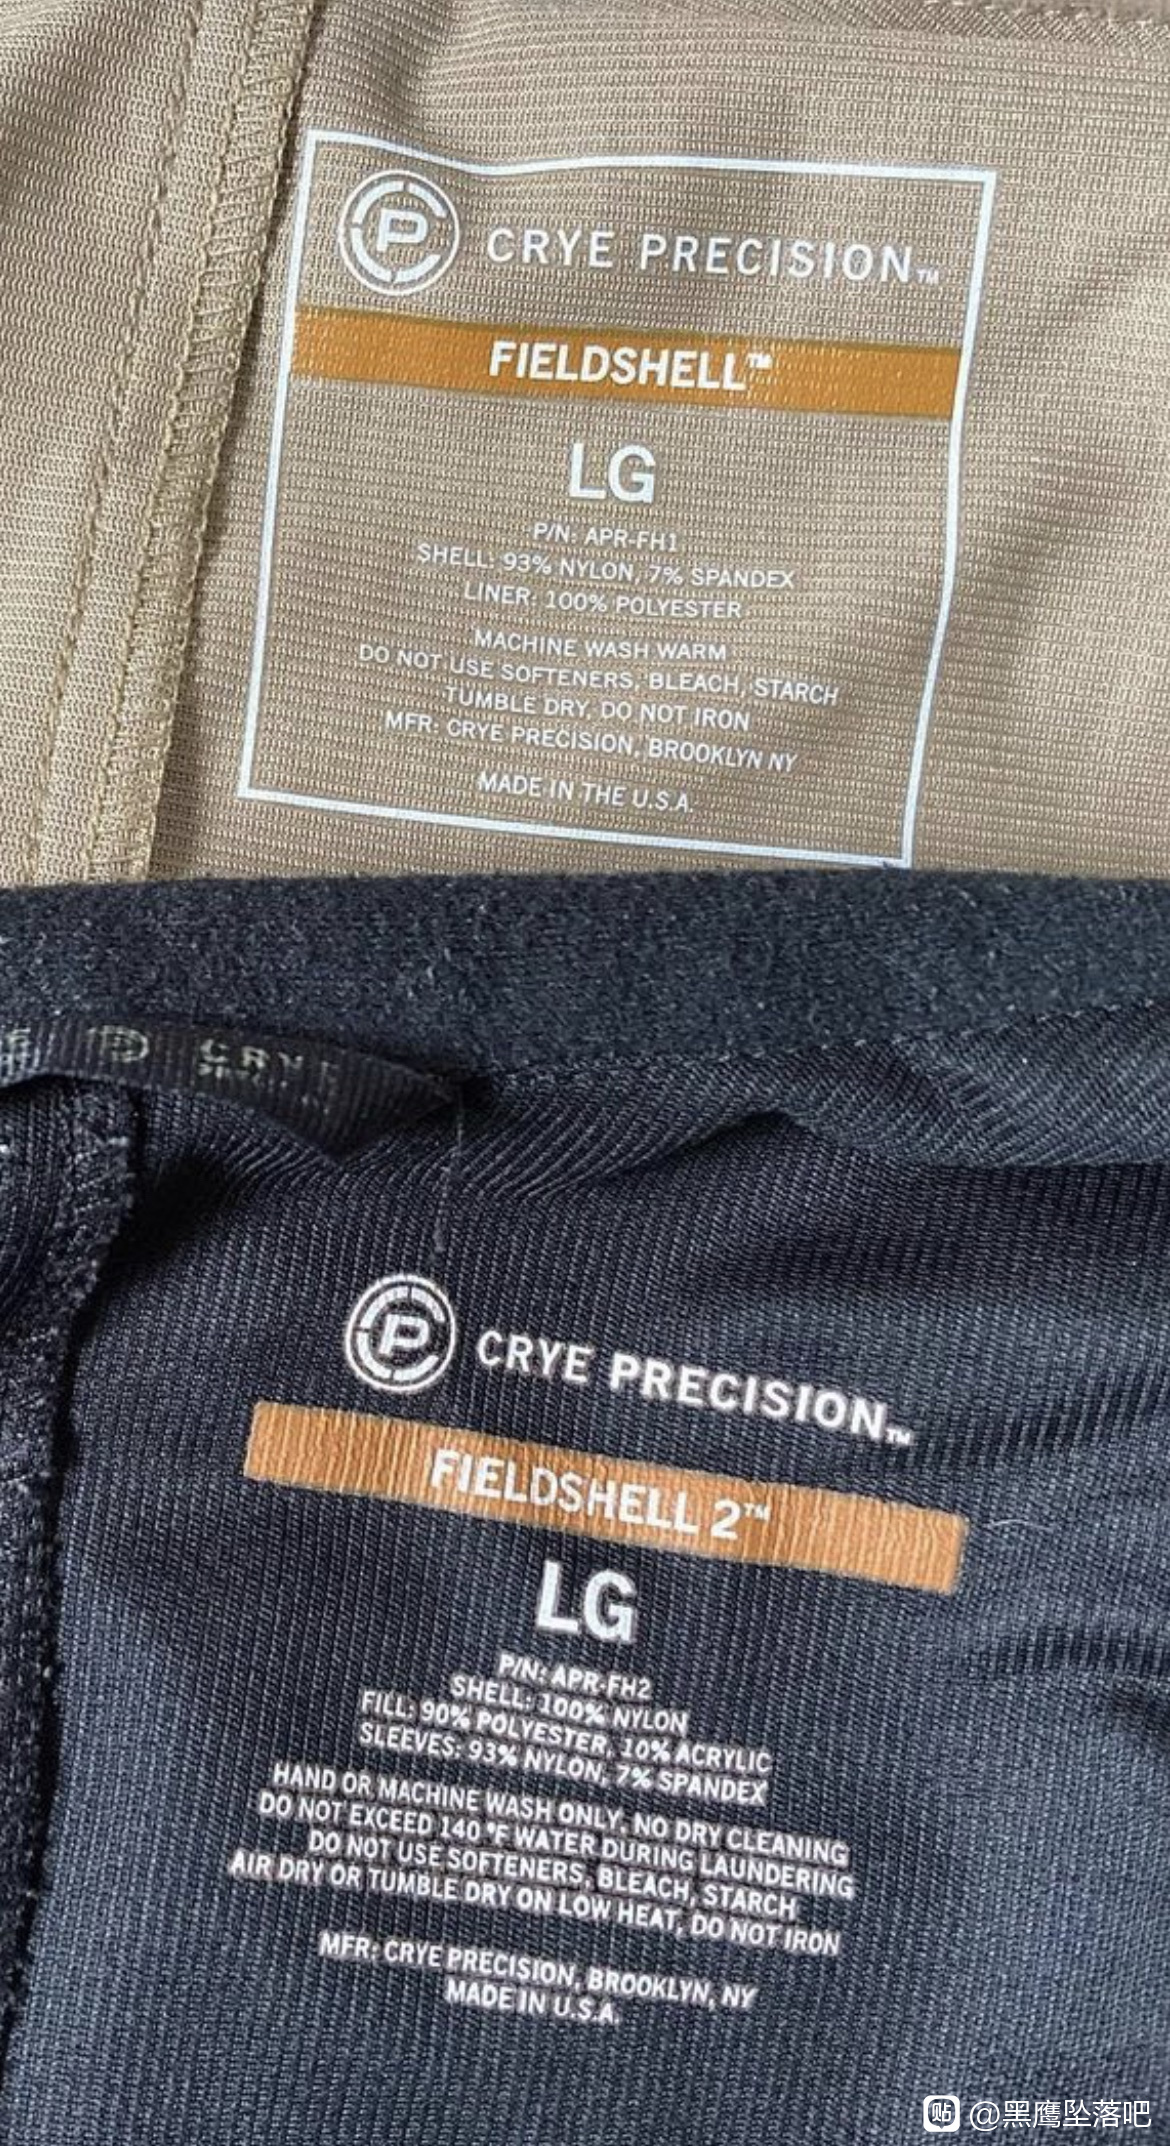 CRYE PRECISION™
FIELDSHELL™
LG
P/N: APR-FH1
SHELL: 93% NYLON, 7% SPANDEX
LINER: 100% POLYESTER
MACHINE WASH WARM
DO NOT USE SOFTENERS, BLEACH, STARCH
TUMBLE DRY, DO NOT IRON
MFR: CRYE PRECISION, BROOKLYN NY
MADE IN THE U.S.A.
CRYE
CRYE PRECISION™
FIELDSHELL 2™
LG
P/N: APR-FH2
SHELL: 100% NYLON
FILL: 90% POLYESTER, 10% ACRYLIC
SLEEVES: 93% NYLON, 7% SPANDEX
HAND OR MACHINE WASH ONLY, NO DRY CLEANING
DO NOT EXCEED 140 °F WATER DURING LAUNDERING
DO NOT USE SOFTENERS, BLEACH, STARCH
AIR DRY OR TUMBLE DRY ON LOW HEAT, DO NOT IRON
MFR: CRYE PRECISION, BROOKLYN, NY
MADE IN U.S.A.
贴 @黑鹰坠落吧